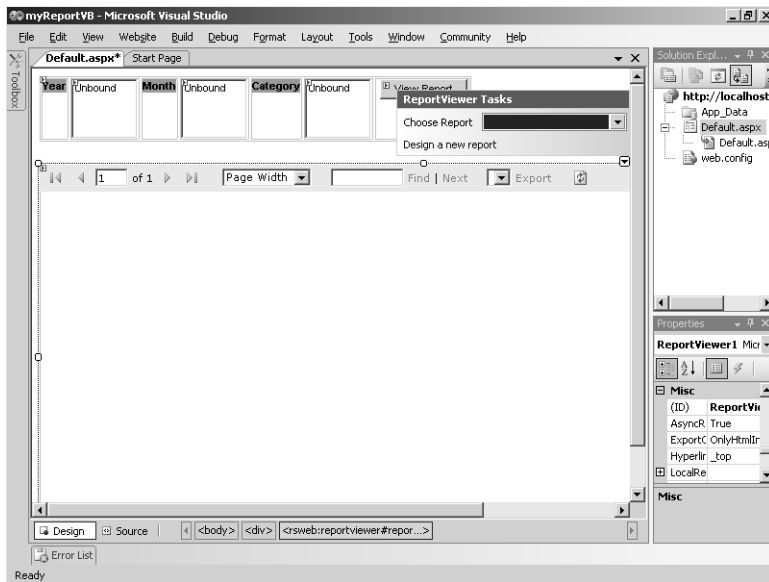 myReportVB - Microsoft Visual Studio
File Edit View Website Build Debug Format Layout Tools Window Community Help
Toolbox
Default.aspx* Start Page
Year Unbound Month Unbound Category Unbound View Report
ReportViewer Tasks
Choose Report
Design a new report
1 of 1 Page Width Find | Next Export
Design Source <body> <div> <rsweb:reportviewer#repor...>
Error List
Ready
Solution Expl...
http://localhost
App_Data
Default.aspx
Default.asp
web.config
Properties
ReportViewer1 Micr
Misc
(ID) ReportVie
AsyncR True
ExportC OnlyHtmlIn
Hyperlir _top
LocalRe
Misc